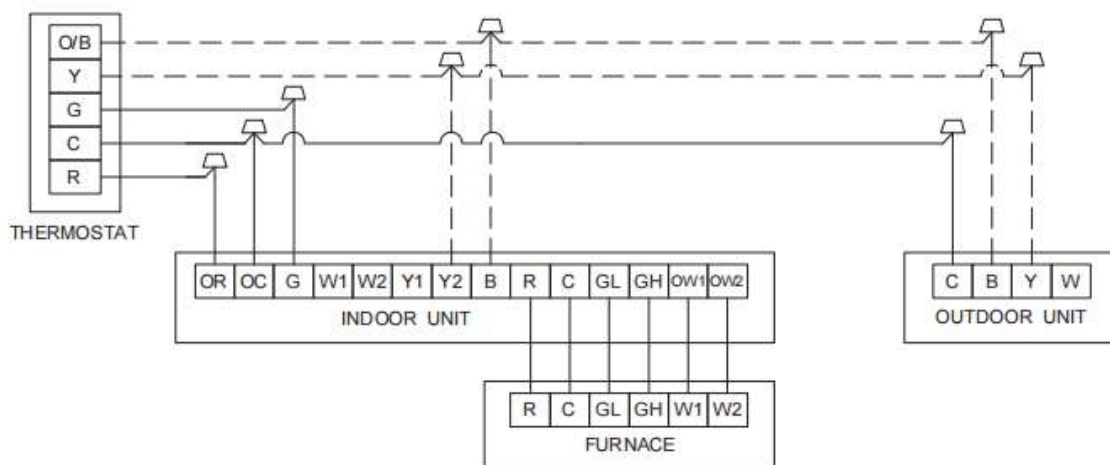 O/B
Y
G
C
R
THERMOSTAT
OR OC G W1 W2 Y1 Y2 B R C GL GH OW1 OW2
INDOOR UNIT
C B Y W
OUTDOOR UNIT
R C GL GH W1 W2
FURNACE